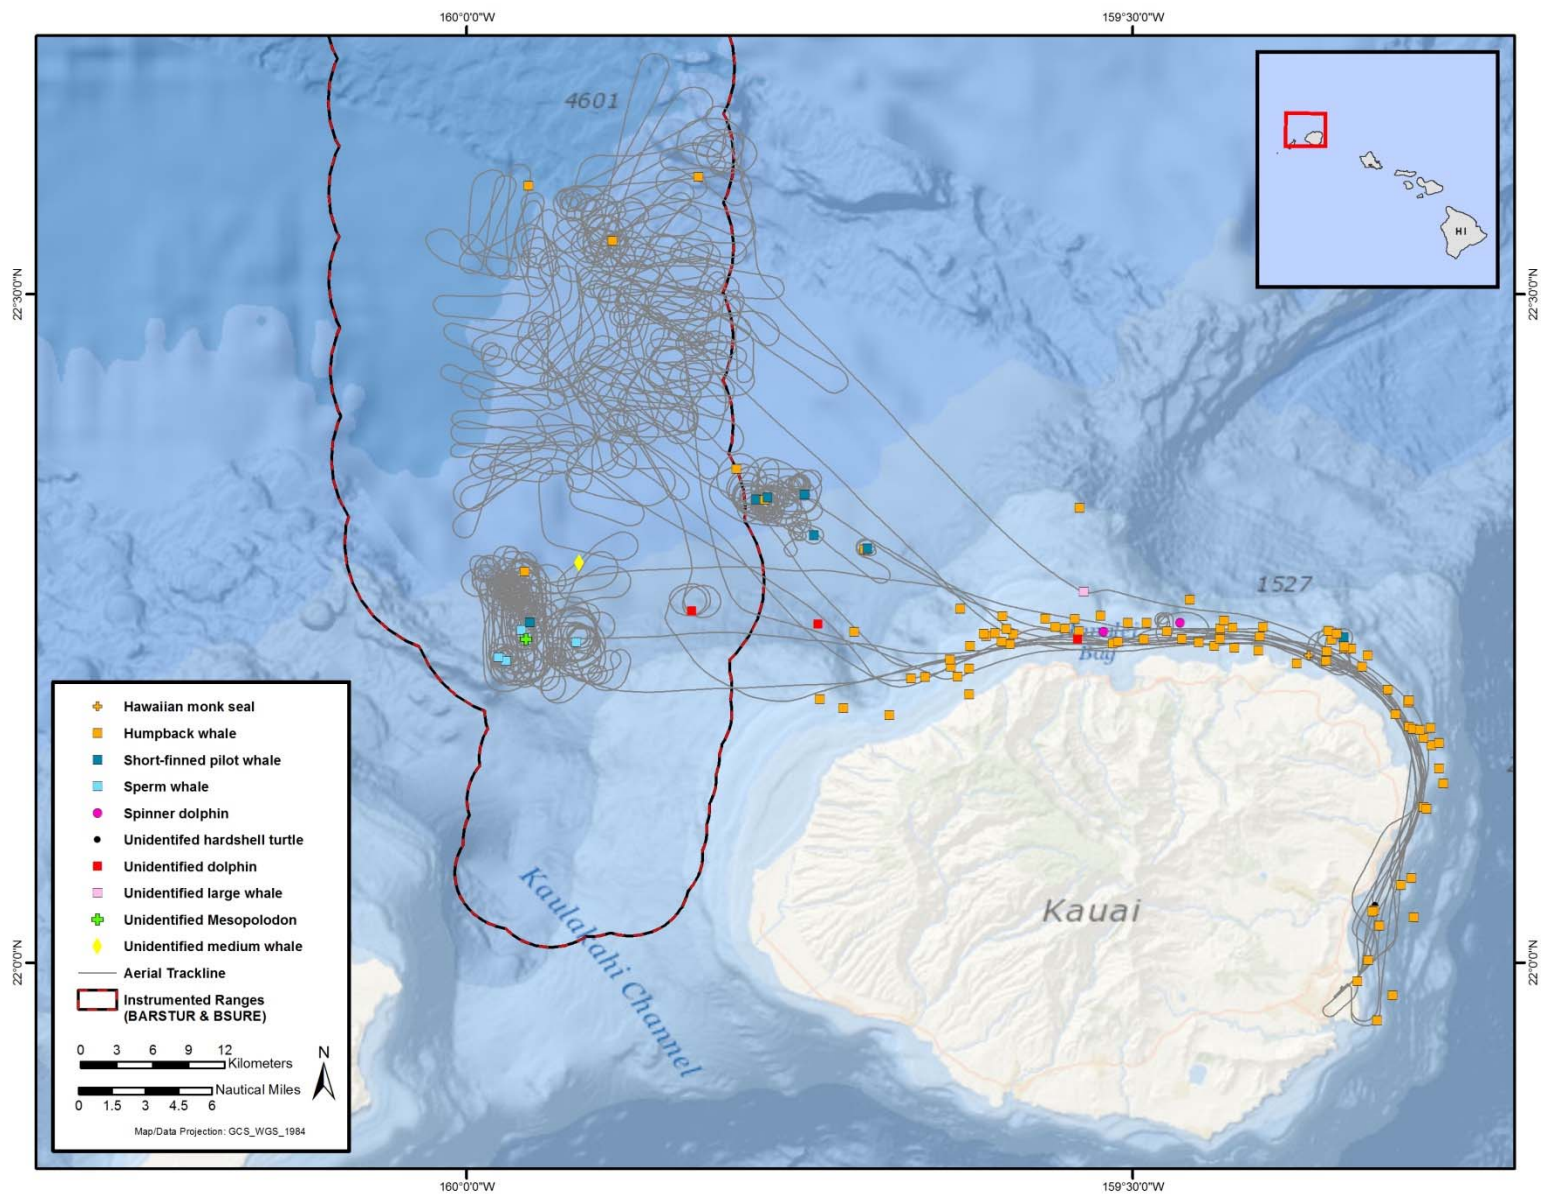 160°0'0"W
159°30'0"W
4601
HI
22°30'0"N
22°30'0"N
1527
Bay
Hawaiian monk seal
Humpback whale
Short-finned pilot whale
Sperm whale
Spinner dolphin
Unidentifed hardshell turtle
Unidentified dolphin
Unidentified large whale
Unidentified Mesopolodon
Unidentified medium whale
Aerial Trackline
Instrumented Ranges
(BARSTUR & BSURE)
0 3 6 9 12
Kilometers
N
Nautical Miles
0 1.5 3 4.5 6
Map/Data Projection: GCS_WGS_1984
Kaulakahi Channel
Kauai
22°0'0"N
22°0'0"N
160°0'0"W
159°30'0"W